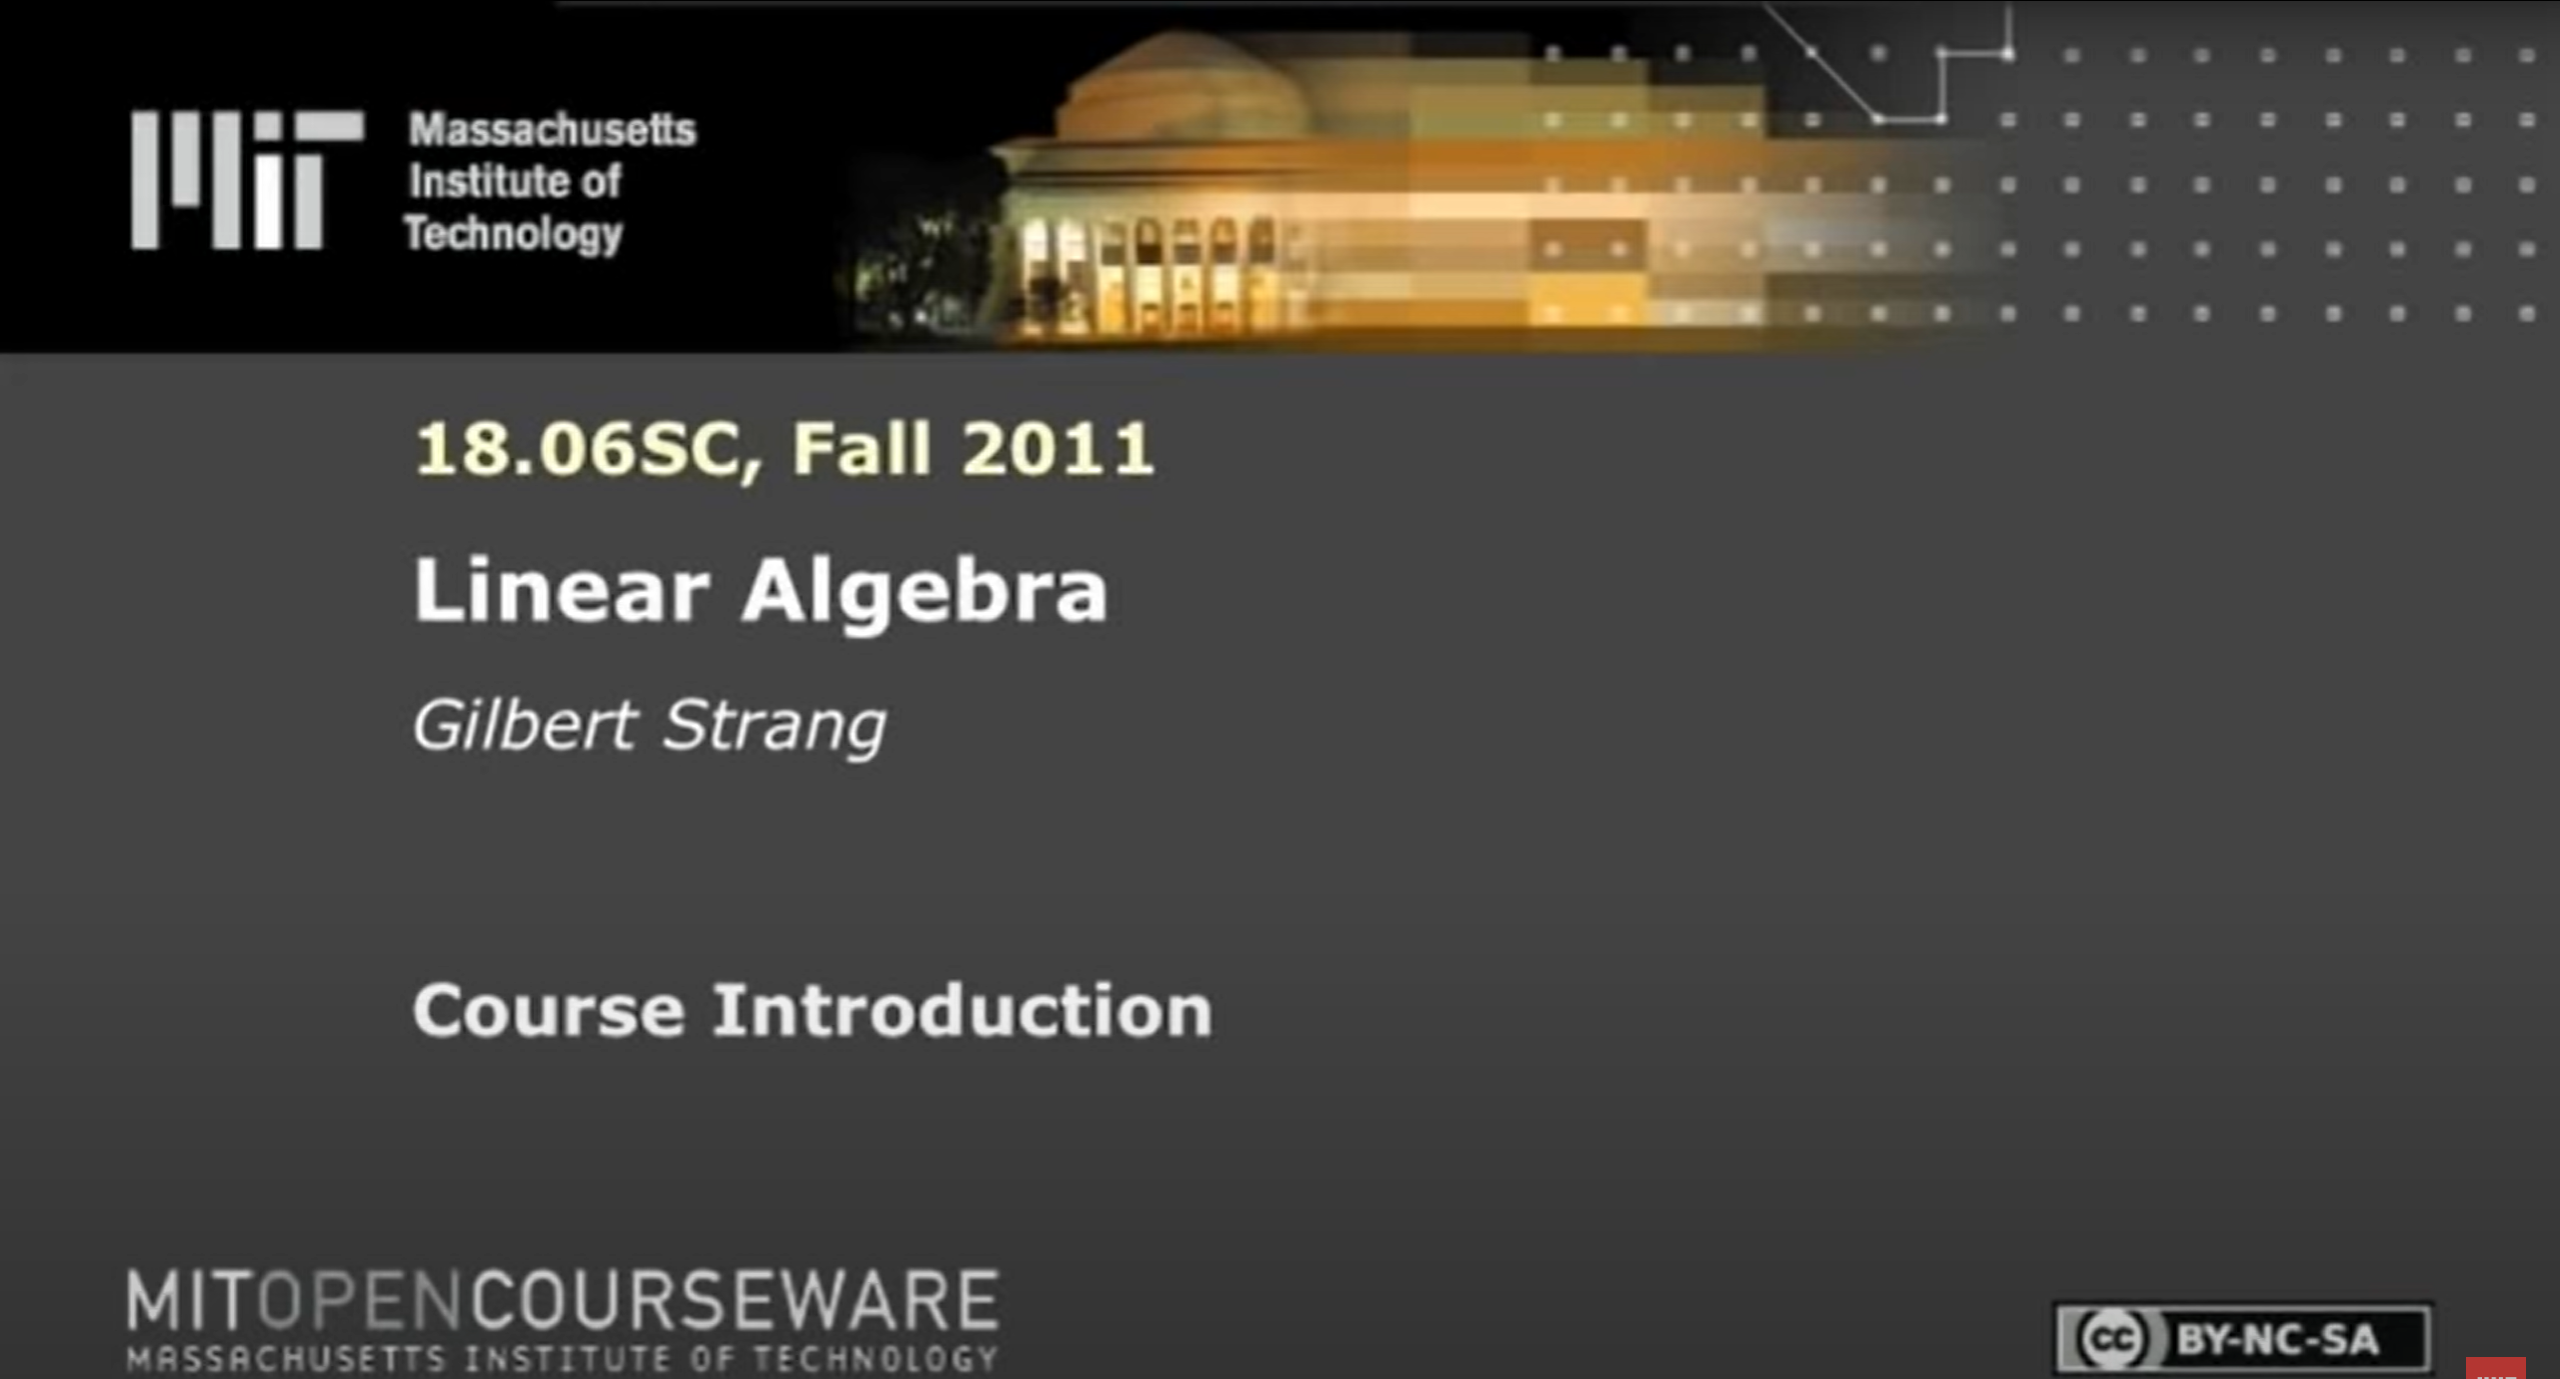 MIT
Massachusetts
Institute of
Technology
18.06SC, Fall 2011
Linear Algebra
Gilbert Strang
Course Introduction
MITOPENCOURSEWARE
MASSACHUSETTS INSTITUTE OF TECHNOLOGY
cc BY-NC-SA